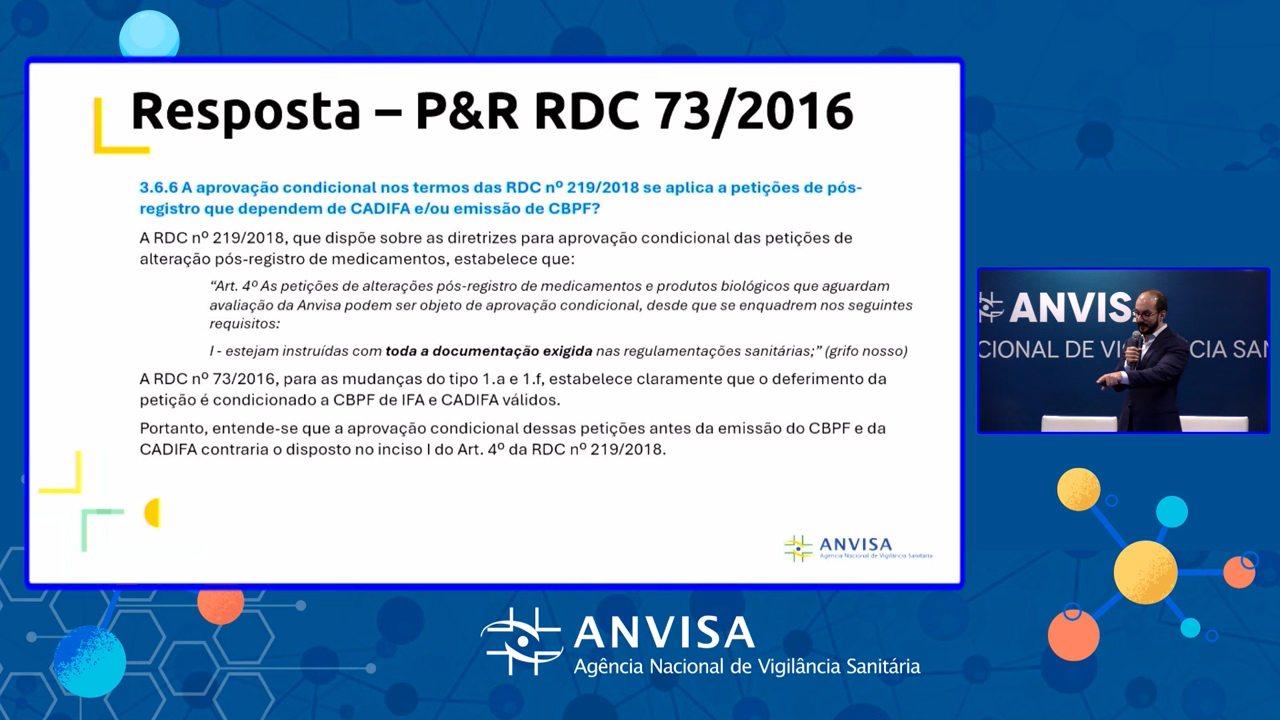 Resposta – P&R RDC 73/2016
3.6.6 A aprovação condicional nos termos das RDC nº 219/2018 se aplica a petições de pós-
registro que dependem de CADIFA e/ou emissão de CBPF?
A RDC nº 219/2018, que dispõe sobre as diretrizes para aprovação condicional das petições de
alteração pós-registro de medicamentos, estabelece que:
“Art. 4º As petições de alterações pós-registro de medicamentos e produtos biológicos que aguardam
avaliação da Anvisa podem ser objeto de aprovação condicional, desde que se enquadrem nos seguintes
requisitos:
I - estejam instruídas com toda a documentação exigida nas regulamentações sanitárias;” (grifo nosso)
A RDC nº 73/2016, para as mudanças do tipo 1.a e 1.f, estabelece claramente que o deferimento da
petição é condicionado a CBPF de IFA e CADIFA válidos.
Portanto, entende-se que a aprovação condicional dessas petições antes da emissão do CBPF e da
CADIFA contraria o disposto no inciso I do Art. 4º da RDC nº 219/2018.
ANVISA
Agência Nacional de Vigilância Sanitária
ANVIS
CIONAL DE VI CIA SAN
ANVISA
Agência Nacional de Vigilância Sanitária